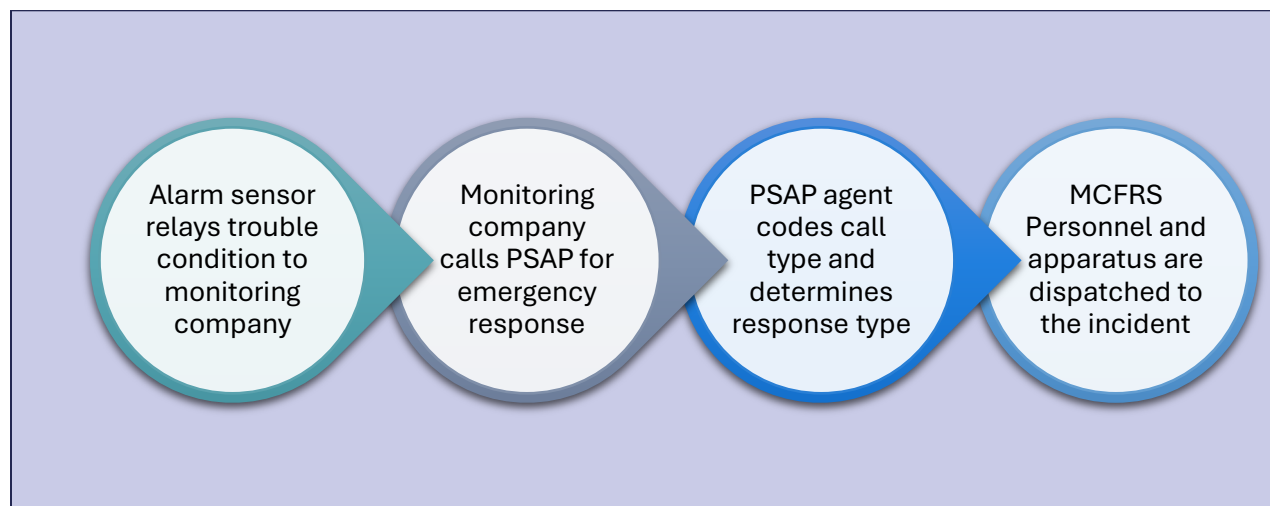 Alarm sensor
relays trouble
condition to
monitoring
company
Monitoring
company
calls PSAP for
emergency
response
PSAP agent
codes call
type and
determines
response type
MCFRS
Personnel and
apparatus are
dispatched to
the incident